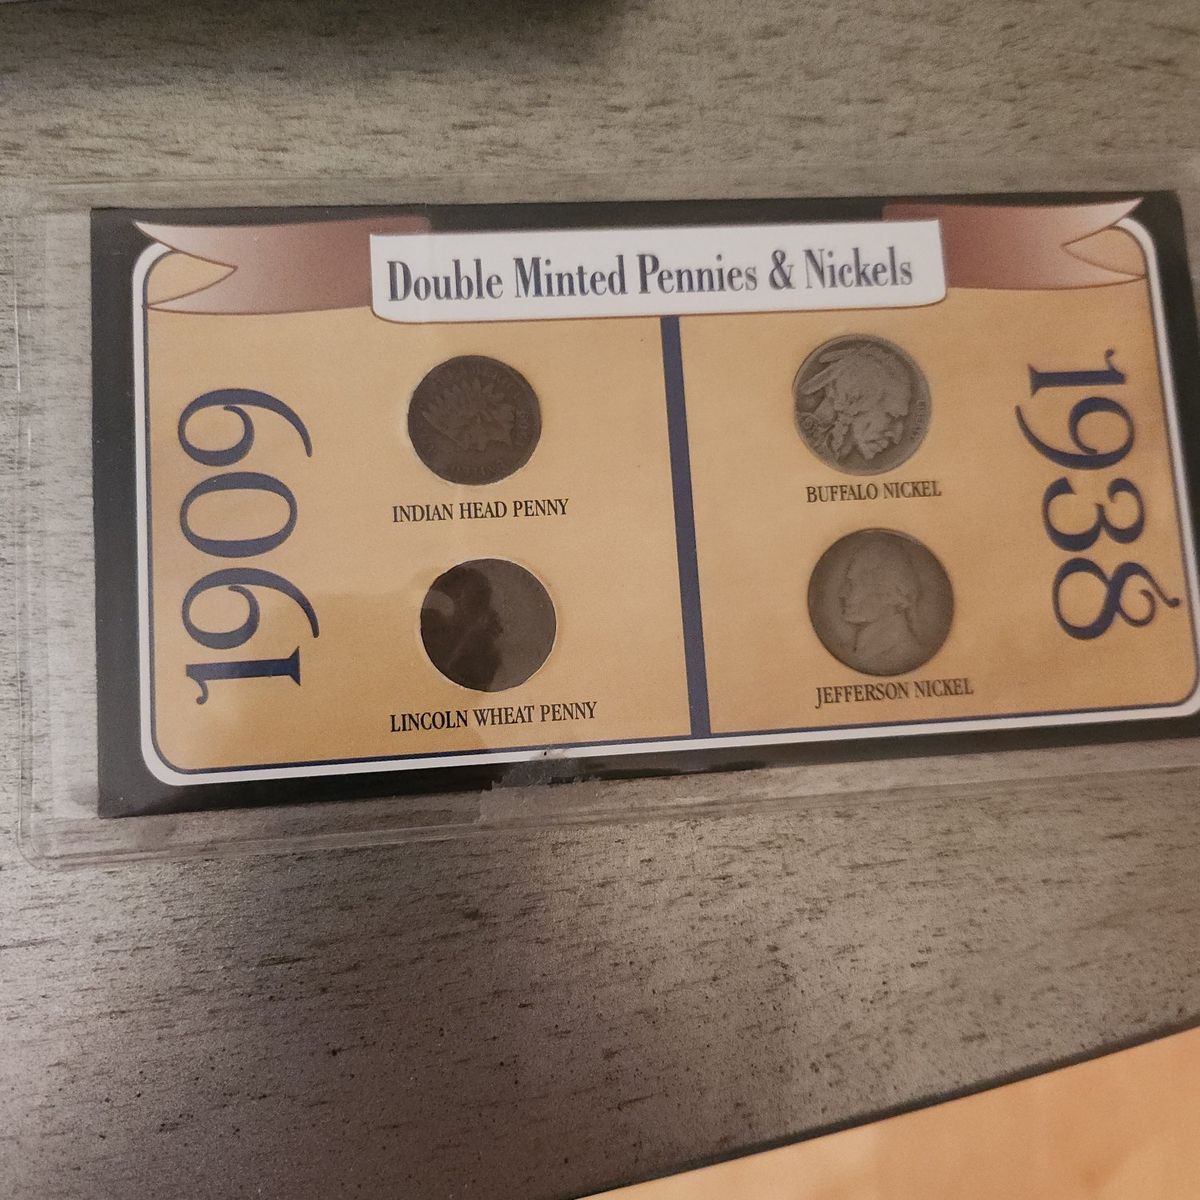 Double Minted Pennies & Nickels
1909
INDIAN HEAD PENNY
LINCOLN WHEAT PENNY
BUFFALO NICKEL
JEFFERSON NICKEL
1938